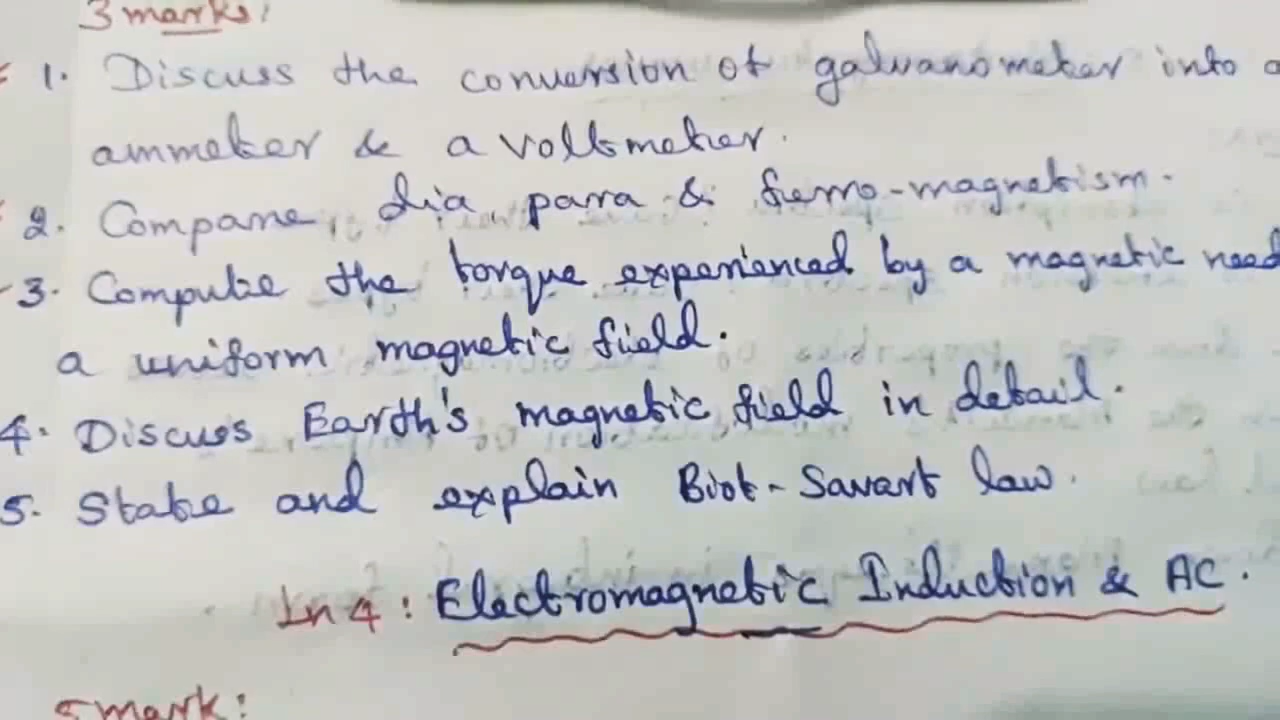 3 marks:
1. Discuss the conversion of galvanometer into a
ammeter & a voltmeter.
2. Compare dia, para & ferro-magnetism.
3. Compute the torque experienced by a magnetic need
a uniform magnetic field.
4. Discuss Earth's magnetic field in detail.
5. State and explain Biot-Savart law.
Ln 4: Electromagnetic Induction & AC.
5 mark: